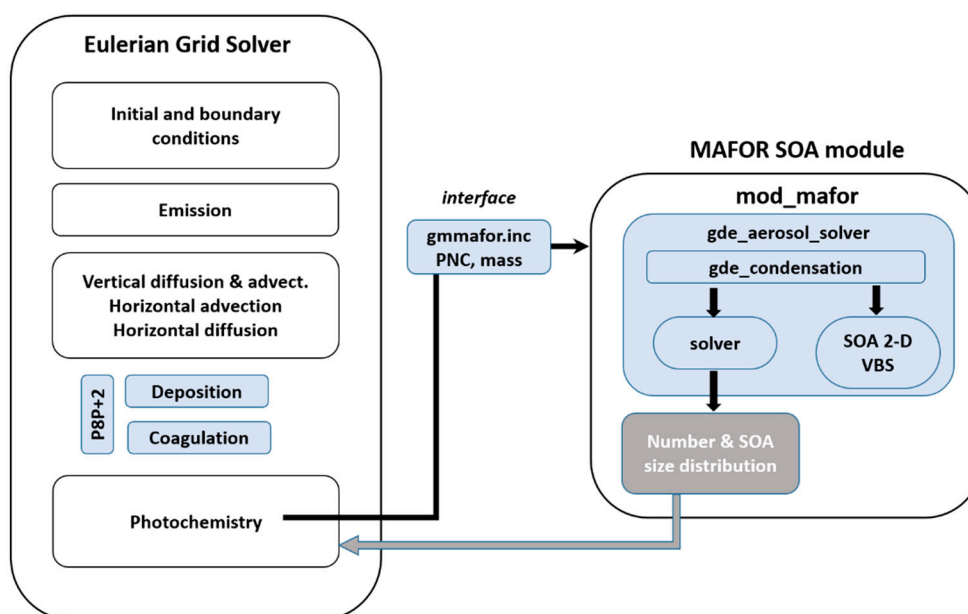 Eulerian Grid Solver
Initial and boundary
conditions
Emission
Vertical diffusion & advect.
Horizontal advection
Horizontal diffusion
P8P+2
Deposition
Coagulation
Photochemistry
interface
gmmafor.inc
PNC, mass
MAFOR SOA module
mod_mafor
gde_aerosol_solver
gde_condensation
solver
SOA 2-D
VBS
Number & SOA
size distribution